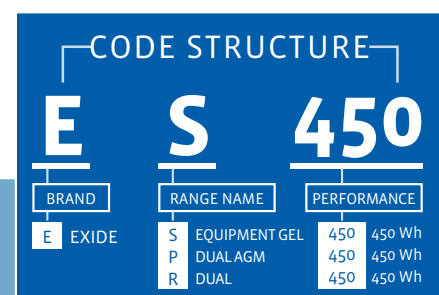 CODE STRUCTURE
E S 450
BRAND RANGE NAME PERFORMANCE
E EXIDE S EQUIPMENT GEL 450 450 Wh
P DUAL AGM 450 450 Wh
R DUAL 450 450 Wh